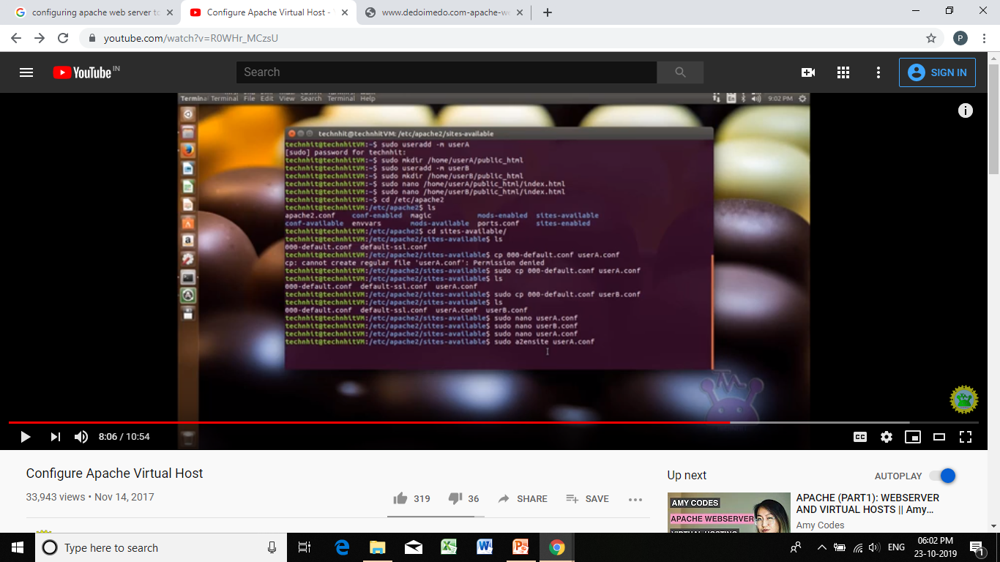 configuring apache web server to
Configure Apache Virtual Host -
www.dedoimedo.com-apache-we
youtube.com/watch?v=R0WHr_MCzsU
P
YouTube IN
Search
SIGN IN
Terminal Terminal File Edit View Search Terminal Help
En
9:02 PM
technhit@technhitVM: /etc/apache2/sites-available
technhit@technhitVM:~$ sudo useradd -m userA
[sudo] password for technhit:
technhit@technhitVM:~$ sudo mkdir /home/userA/public_html
technhit@technhitVM:~$ sudo useradd -m userB
technhit@technhitVM:~$ sudo mkdir /home/userB/public_html
technhit@technhitVM:~$ sudo nano /home/userA/public_html/index.html
technhit@technhitVM:~$ sudo nano /home/userB/public_html/index.html
technhit@technhitVM:~$ cd /etc/apache2
technhit@technhitVM:/etc/apache2$ ls
apache2.conf conf-enabled magic mods-enabled sites-available
conf-available envvars mods-available ports.conf sites-enabled
technhit@technhitVM:/etc/apache2$ cd sites-available/
technhit@technhitVM:/etc/apache2/sites-available$ ls
000-default.conf default-ssl.conf
technhit@technhitVM:/etc/apache2/sites-available$ cp 000-default.conf userA.conf
cp: cannot create regular file 'userA.conf': Permission denied
technhit@technhitVM:/etc/apache2/sites-available$ sudo cp 000-default.conf userA.conf
technhit@technhitVM:/etc/apache2/sites-available$ ls
000-default.conf default-ssl.conf userA.conf
technhit@technhitVM:/etc/apache2/sites-available$ sudo cp 000-default.conf userB.conf
technhit@technhitVM:/etc/apache2/sites-available$ ls
000-default.conf default-ssl.conf userA.conf userB.conf
technhit@technhitVM:/etc/apache2/sites-available$ sudo nano userA.conf
technhit@technhitVM:/etc/apache2/sites-available$ sudo nano userB.conf
technhit@technhitVM:/etc/apache2/sites-available$ sudo nano userA.conf
technhit@technhitVM:/etc/apache2/sites-available$ sudo a2ensite userA.conf
8:06 / 10:54
CC
Configure Apache Virtual Host
33,943 views • Nov 14, 2017
319
36
SHARE
SAVE
Up next
AUTOPLAY
AMY CODES
APACHE WEBSERVER
VIRTUAL HOSTING
APACHE (PART1): WEBSERVER
AND VIRTUAL HOSTS || Amy...
Amy Codes
Type here to search
ENG
06:02 PM
23-10-2019
1